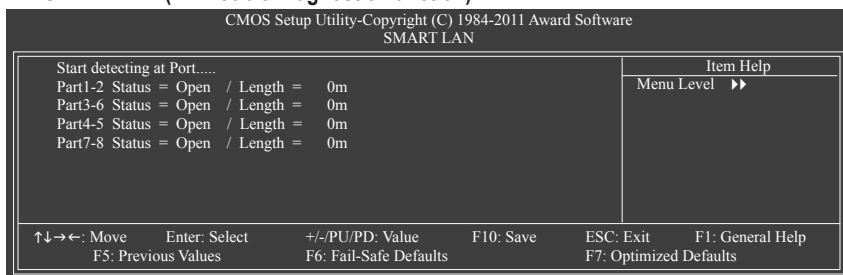 CMOS Setup Utility-Copyright (C) 1984-2011 Award Software
SMART LAN
Start detecting at Port.....
Part1-2 Status = Open / Length = 0m
Part3-6 Status = Open / Length = 0m
Part4-5 Status = Open / Length = 0m
Part7-8 Status = Open / Length = 0m
Item Help
Menu Level ▶▶
↑↓→←: Move Enter: Select +/-/PU/PD: Value F10: Save ESC: Exit F1: General Help
F5: Previous Values F6: Fail-Safe Defaults F7: Optimized Defaults